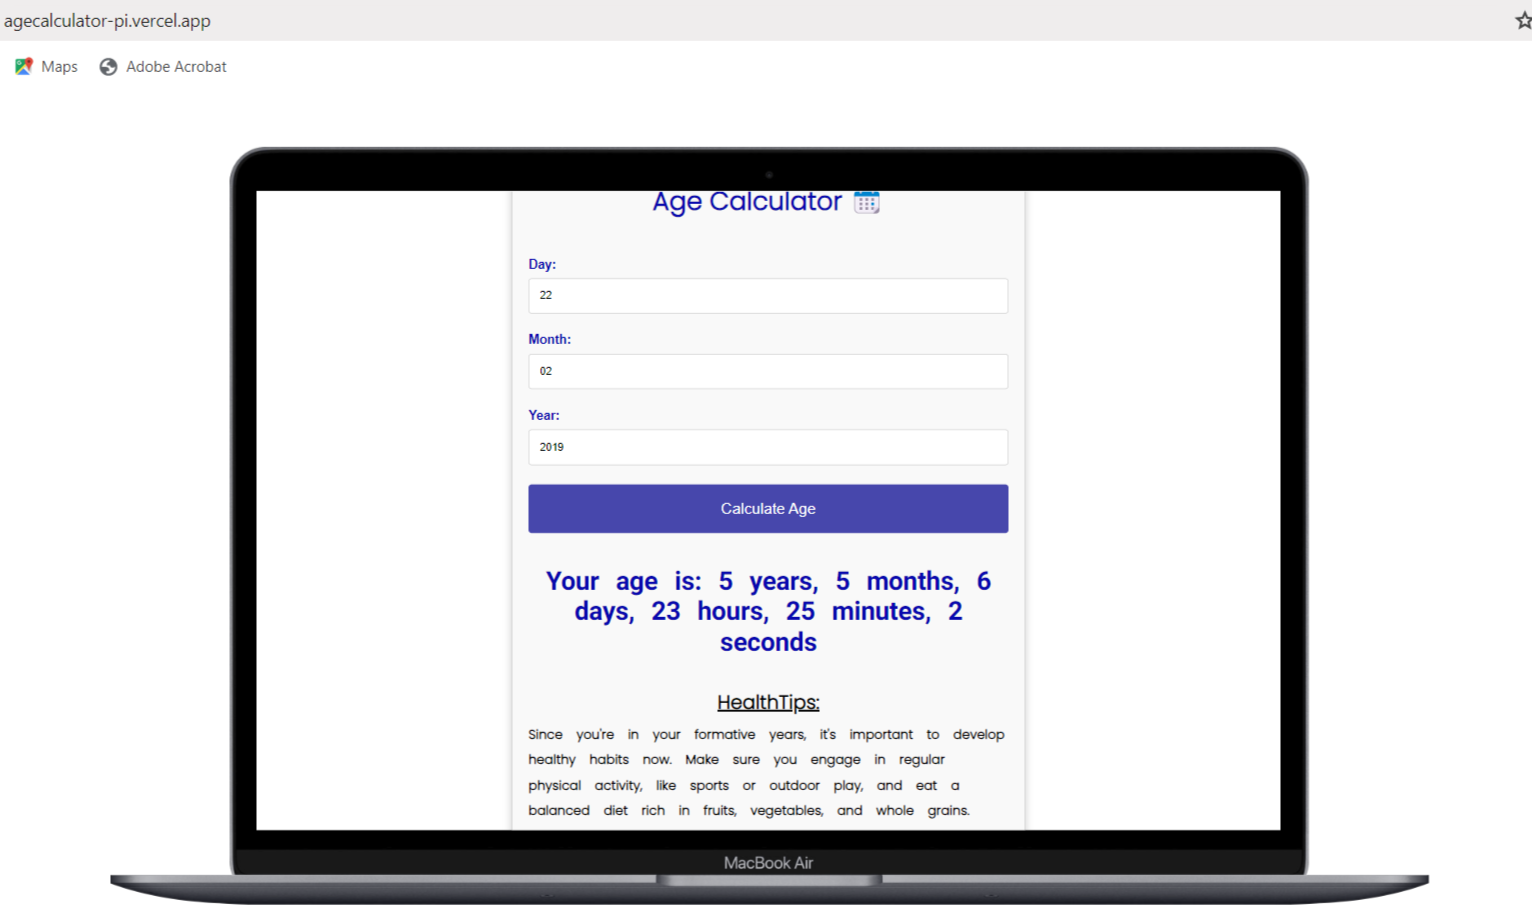 agecalculator-pi.vercel.app
Maps Adobe Acrobat
Age Calculator
Day:
22
Month:
02
Year:
2019
Calculate Age
Your age is: 5 years, 5 months, 6
days, 23 hours, 25 minutes, 2
seconds
HealthTips:
Since you're in your formative years, it's important to develop
healthy habits now. Make sure you engage in regular
physical activity, like sports or outdoor play, and eat a
balanced diet rich in fruits, vegetables, and whole grains.
MacBook Air